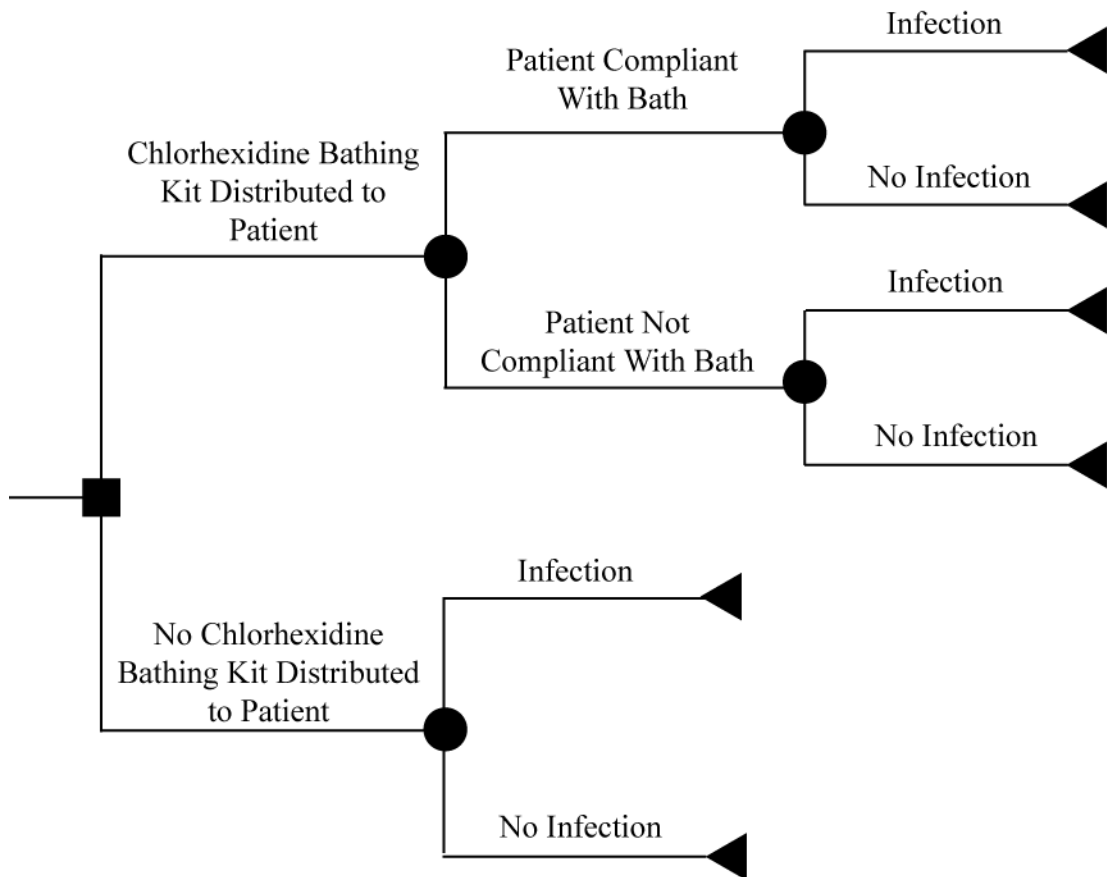 Infection
Patient Compliant
With Bath
No Infection
Chlorhexidine Bathing
Kit Distributed to
Patient
Infection
Patient Not
Compliant With Bath
No Infection
Infection
No Chlorhexidine
Bathing Kit Distributed
to Patient
No Infection